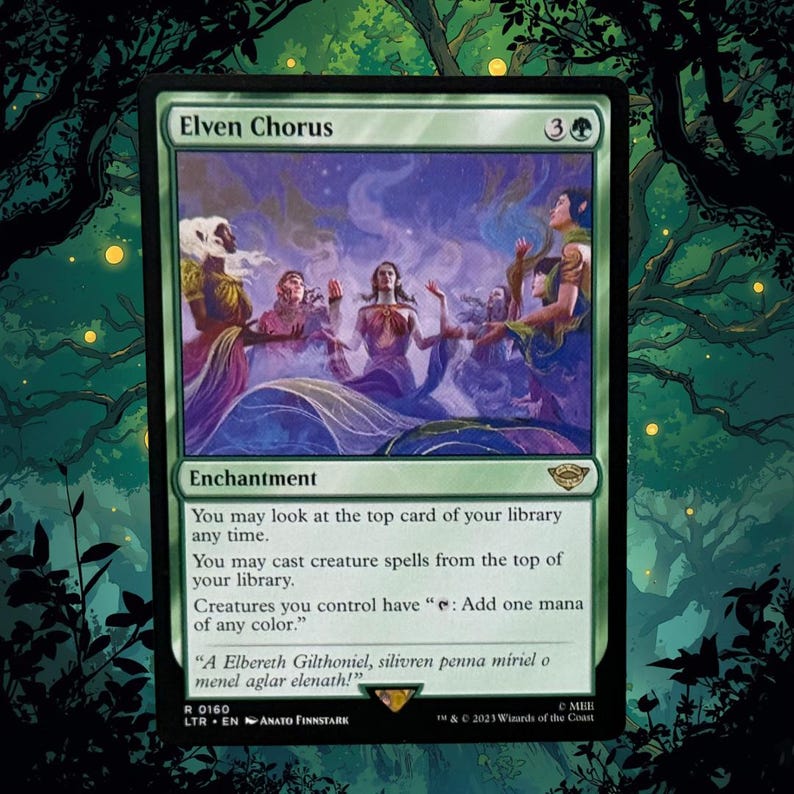 Elven Chorus 3
Enchantment
You may look at the top card of your library
any time.
You may cast creature spells from the top of
your library.
Creatures you control have “: Add one mana
of any color.”
“A Elbereth Gilthoniel, silivren penna míriel o
menel aglar elenath!”
R 0160
LTR • EN ANATO FINNSTARK
© MEE
™ & © 2023 Wizards of the Coast